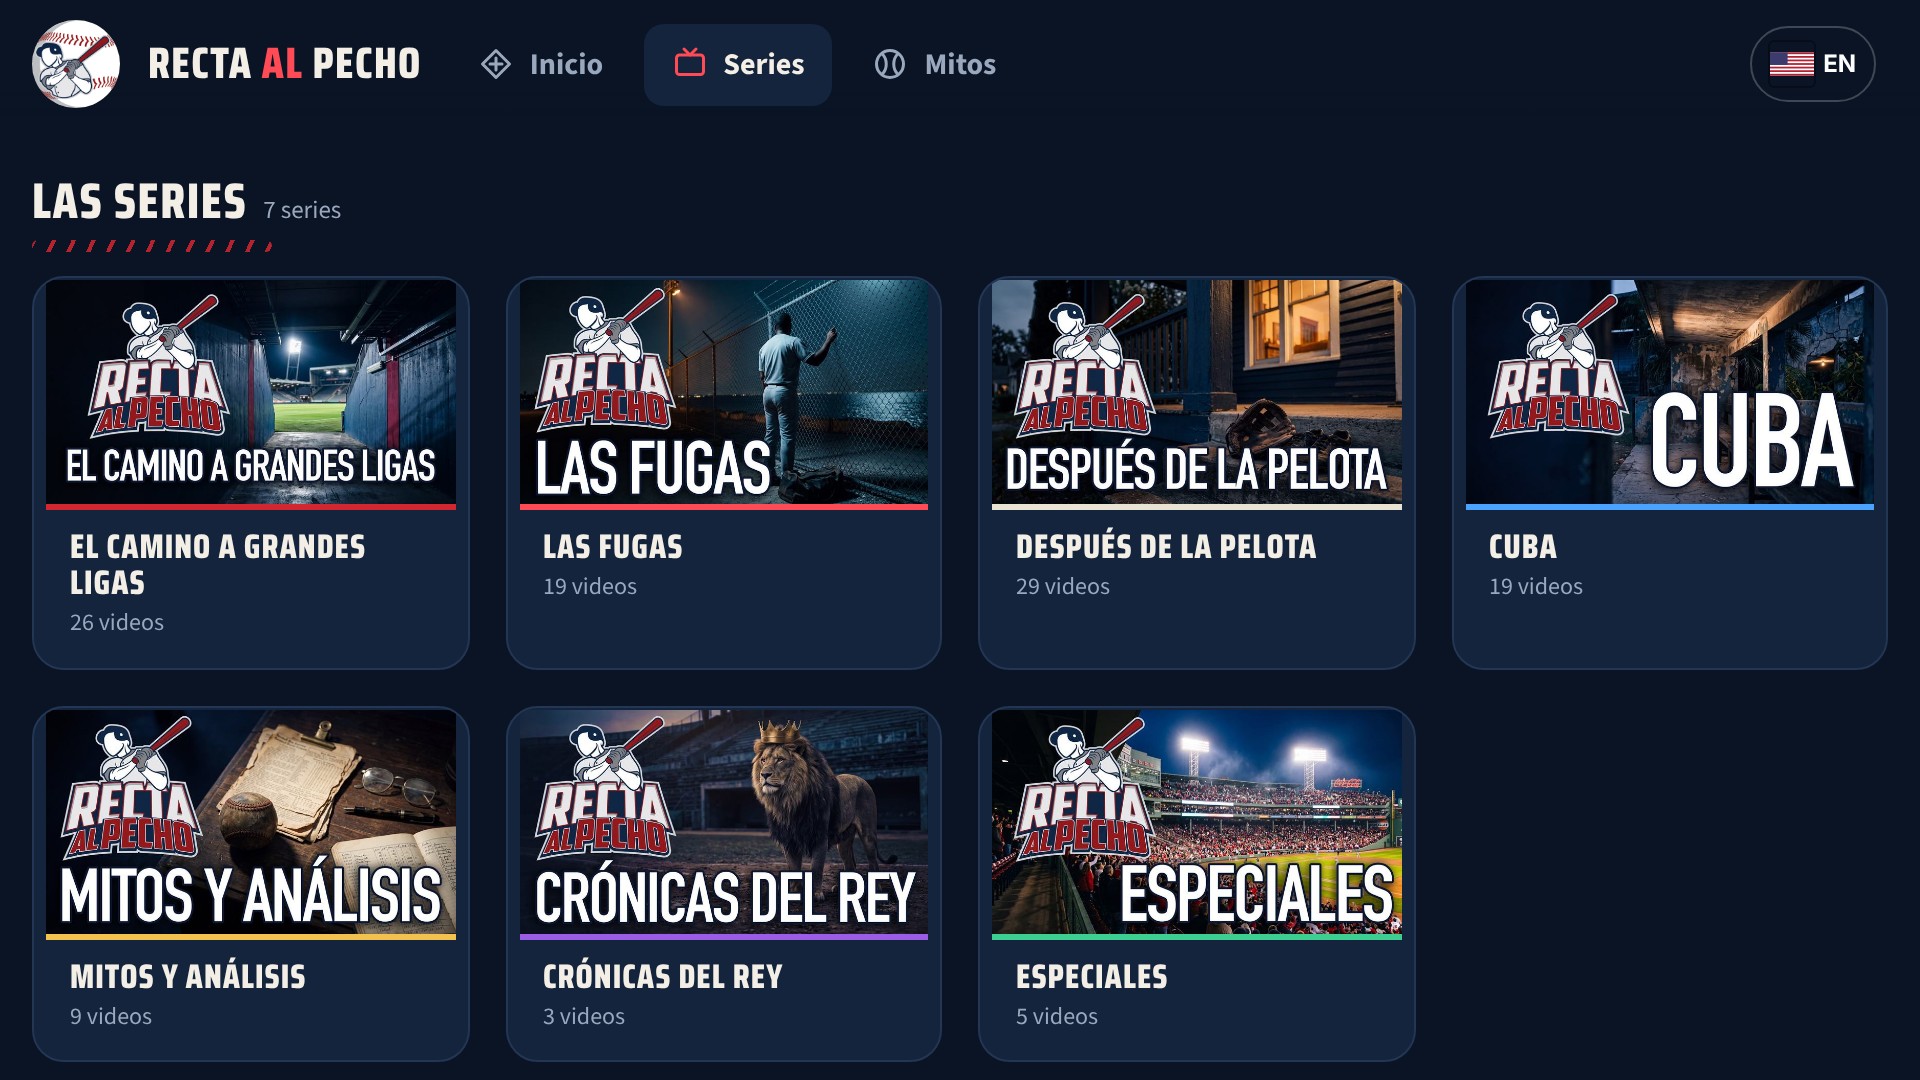 RECTA AL PECHO
Inicio
Series
Mitos
EN
LAS SERIES
7 series
RECTA
AL PECHO
EL CAMINO A GRANDES LIGAS
EL CAMINO A GRANDES
LIGAS
26 videos
RECTA
AL PECHO
LAS FUGAS
LAS FUGAS
19 videos
RECTA
AL PECHO
DESPUÉS DE LA PELOTA
DESPUÉS DE LA PELOTA
29 videos
RECTA
AL PECHO
CUBA
CUBA
19 videos
RECTA
AL PECHO
MITOS Y ANÁLISIS
MITOS Y ANÁLISIS
9 videos
RECTA
AL PECHO
CRÓNICAS DEL REY
CRÓNICAS DEL REY
3 videos
RECTA
AL PECHO
ESPECIALES
ESPECIALES
5 videos